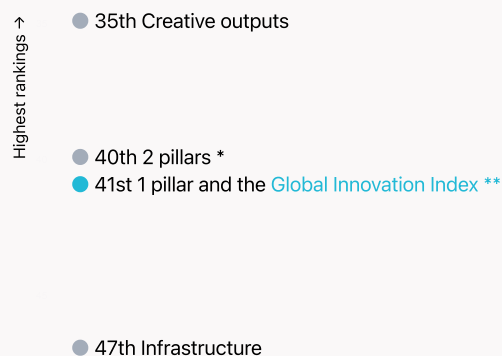 Highest rankings →
35th Creative outputs
40th 2 pillars *
41st 1 pillar and the Global Innovation Index **
47th Infrastructure